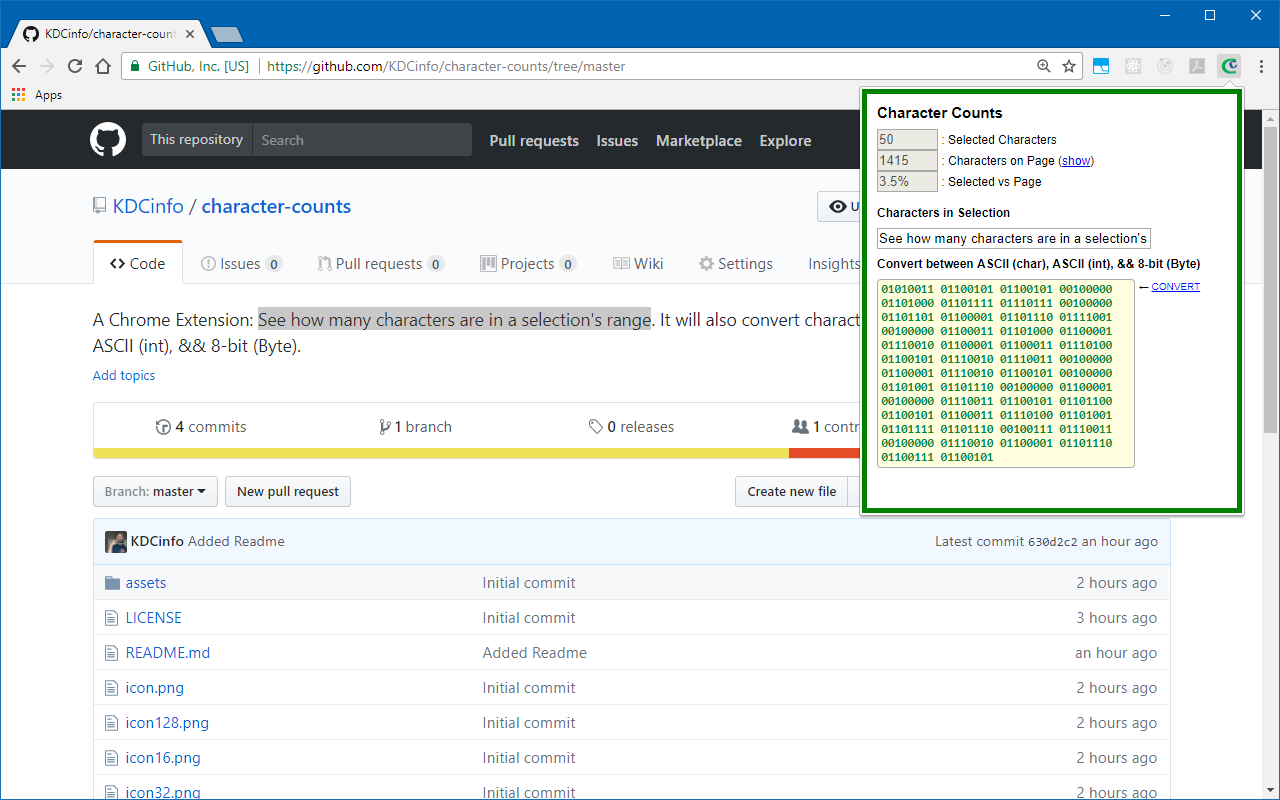 KDCinfo/character-count
GitHub, Inc. [US] https://github.com/KDCinfo/character-counts/tree/master
Apps
This repository Search Pull requests Issues Marketplace Explore
KDCinfo / character-counts
Code Issues 0 Pull requests 0 Projects 0 Wiki Settings Insights
A Chrome Extension: See how many characters are in a selection's range. It will also convert charact
ASCII (int), && 8-bit (Byte).
Add topics
4 commits 1 branch 0 releases 1 contr
Branch: master New pull request Create new file
KDCinfo Added Readme Latest commit 630d2c2 an hour ago
assets Initial commit 2 hours ago
LICENSE Initial commit 3 hours ago
README.md Added Readme an hour ago
icon.png Initial commit 2 hours ago
icon128.png Initial commit 2 hours ago
icon16.png Initial commit 2 hours ago
icon32.png Initial commit 2 hours ago
Character Counts
50 : Selected Characters
1415 : Characters on Page (show)
3.5% : Selected vs Page
Characters in Selection
See how many characters are in a selection's
Convert between ASCII (char), ASCII (int), && 8-bit (Byte)
01010011 01100101 01100101 00100000
01101000 01101111 01110111 00100000
01101101 01100001 01101110 01111001
00100000 01100011 01101000 01100001
01110010 01100001 01100011 01110100
01100101 01110010 01110011 00100000
01100001 01110010 01100101 00100000
01101001 01101110 00100000 01100001
00100000 01110011 01100101 01101100
01100101 01100011 01110100 01101001
01101111 01101110 00100111 01110011
00100000 01110010 01100001 01101110
01100111 01100101
←CONVERT